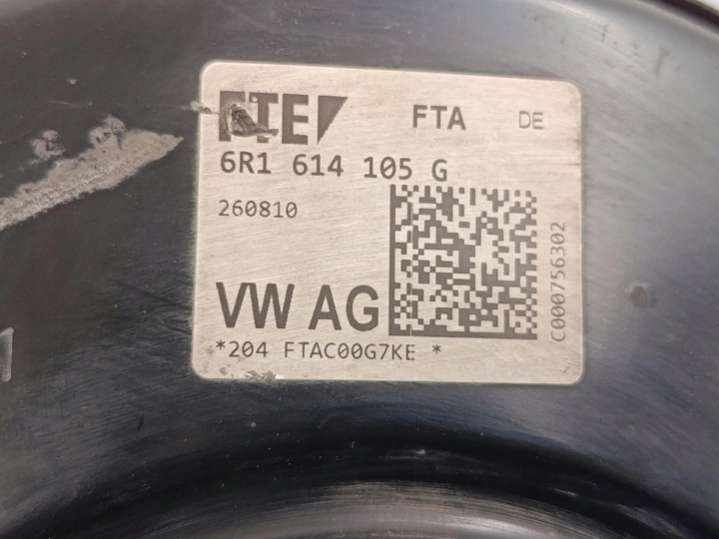 FTE FTA DE
6R1 614 105 G
260810
VW AG
*204 FTAC00G7KE *
C000756302